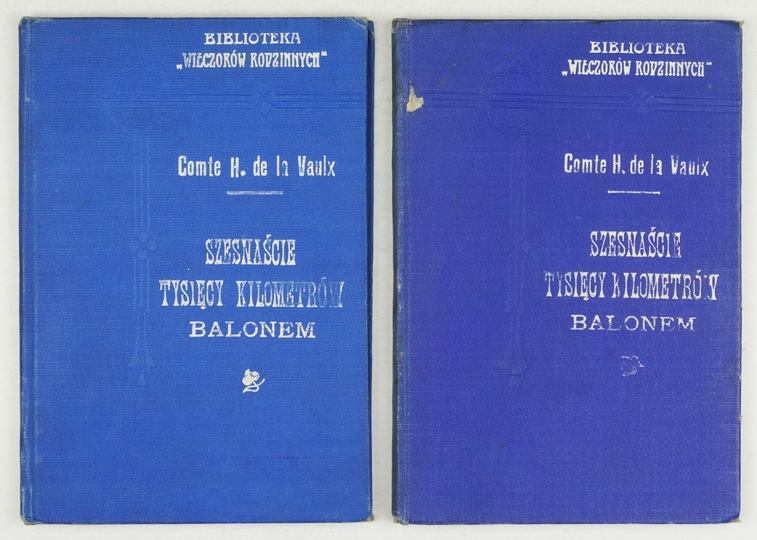 BIBLIOTEKA
„WIECZORÓW RODZINNYCH“
Comte H. de la Vaulx
SZESNAŚCIE
TYSIĘCY KILOMETRÓW
BALONEM
BIBLIOTEKA
„WIECZORÓW RODZINNYCH“
Comte H. de la Vaulx
SZESNAŚCIE
TYSIĘCY KILOMETRÓW
BALONEM